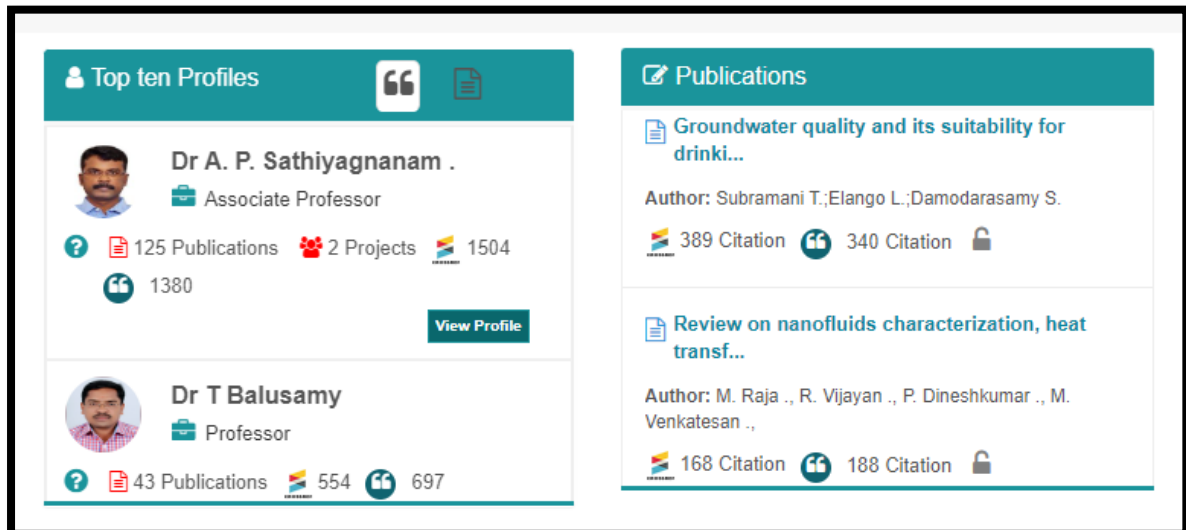 Top ten Profiles
Dr A. P. Sathiyagnanam .
Associate Professor
125 Publications 2 Projects 1504
1380
View Profile
Dr T Balusamy
Professor
43 Publications 554 697
Publications
Groundwater quality and its suitability for
drinki...
Author: Subramani T.;Elango L.;Damodarasamy S.
389 Citation 340 Citation
Review on nanofluids characterization, heat
transf...
Author: M. Raja ., R. Vijayan ., P. Dineshkumar ., M.
Venkatesan .,
168 Citation 188 Citation